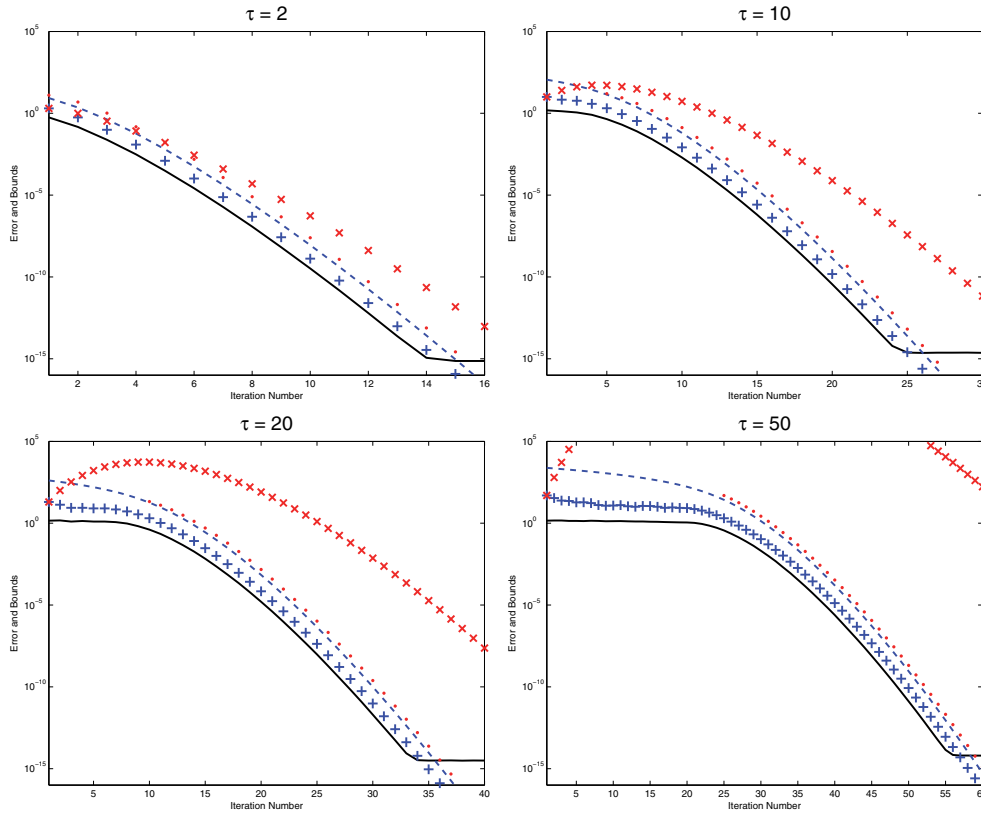 τ = 2
10^5
10^0
10^-5
10^-10
10^-15
Error and Bounds
2 4 6 8 10 12 14 16
Iteration Number
τ = 10
10^5
10^0
10^-5
10^-10
10^-15
Error and Bounds
5 10 15 20 25 30
Iteration Number
τ = 20
10^5
10^0
10^-5
10^-10
10^-15
Error and Bounds
5 10 15 20 25 30 35 40
Iteration Number
τ = 50
10^5
10^0
10^-5
10^-10
10^-15
Error and Bounds
5 10 15 20 25 30 35 40 45 50 55 60
Iteration Number